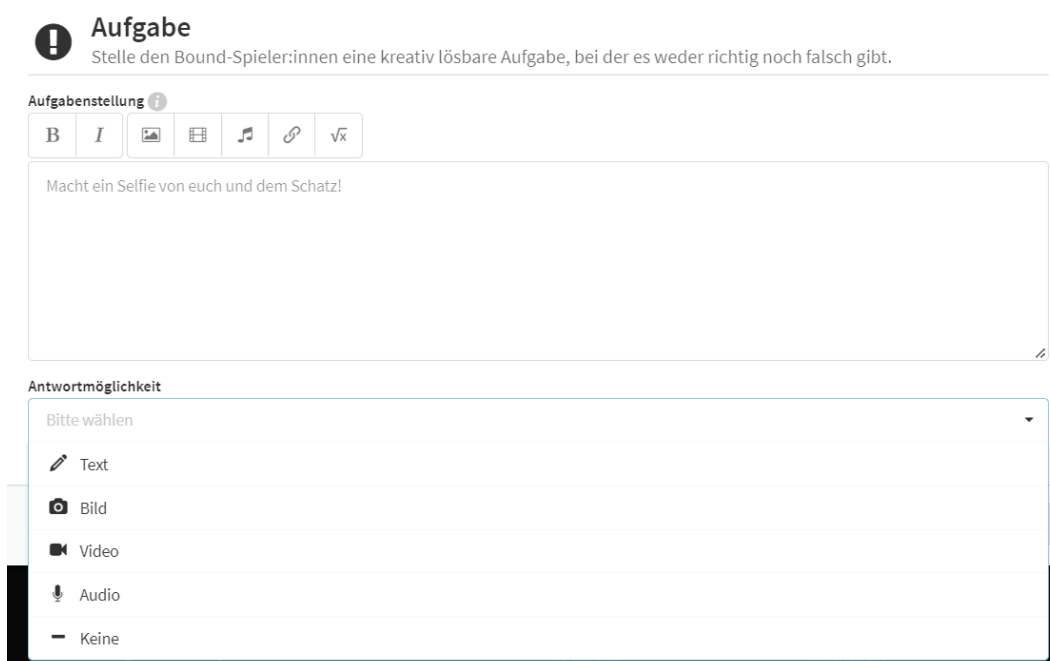 Aufgabe
Stelle den Bound-Spieler:innen eine kreativ lösbare Aufgabe, bei der es weder richtig noch falsch gibt.
Aufgabenstellung i
B I √x
Macht ein Selfie von euch und dem Schatz!
Antwortmöglichkeit
Bitte wählen
Text
Bild
Video
Audio
Keine